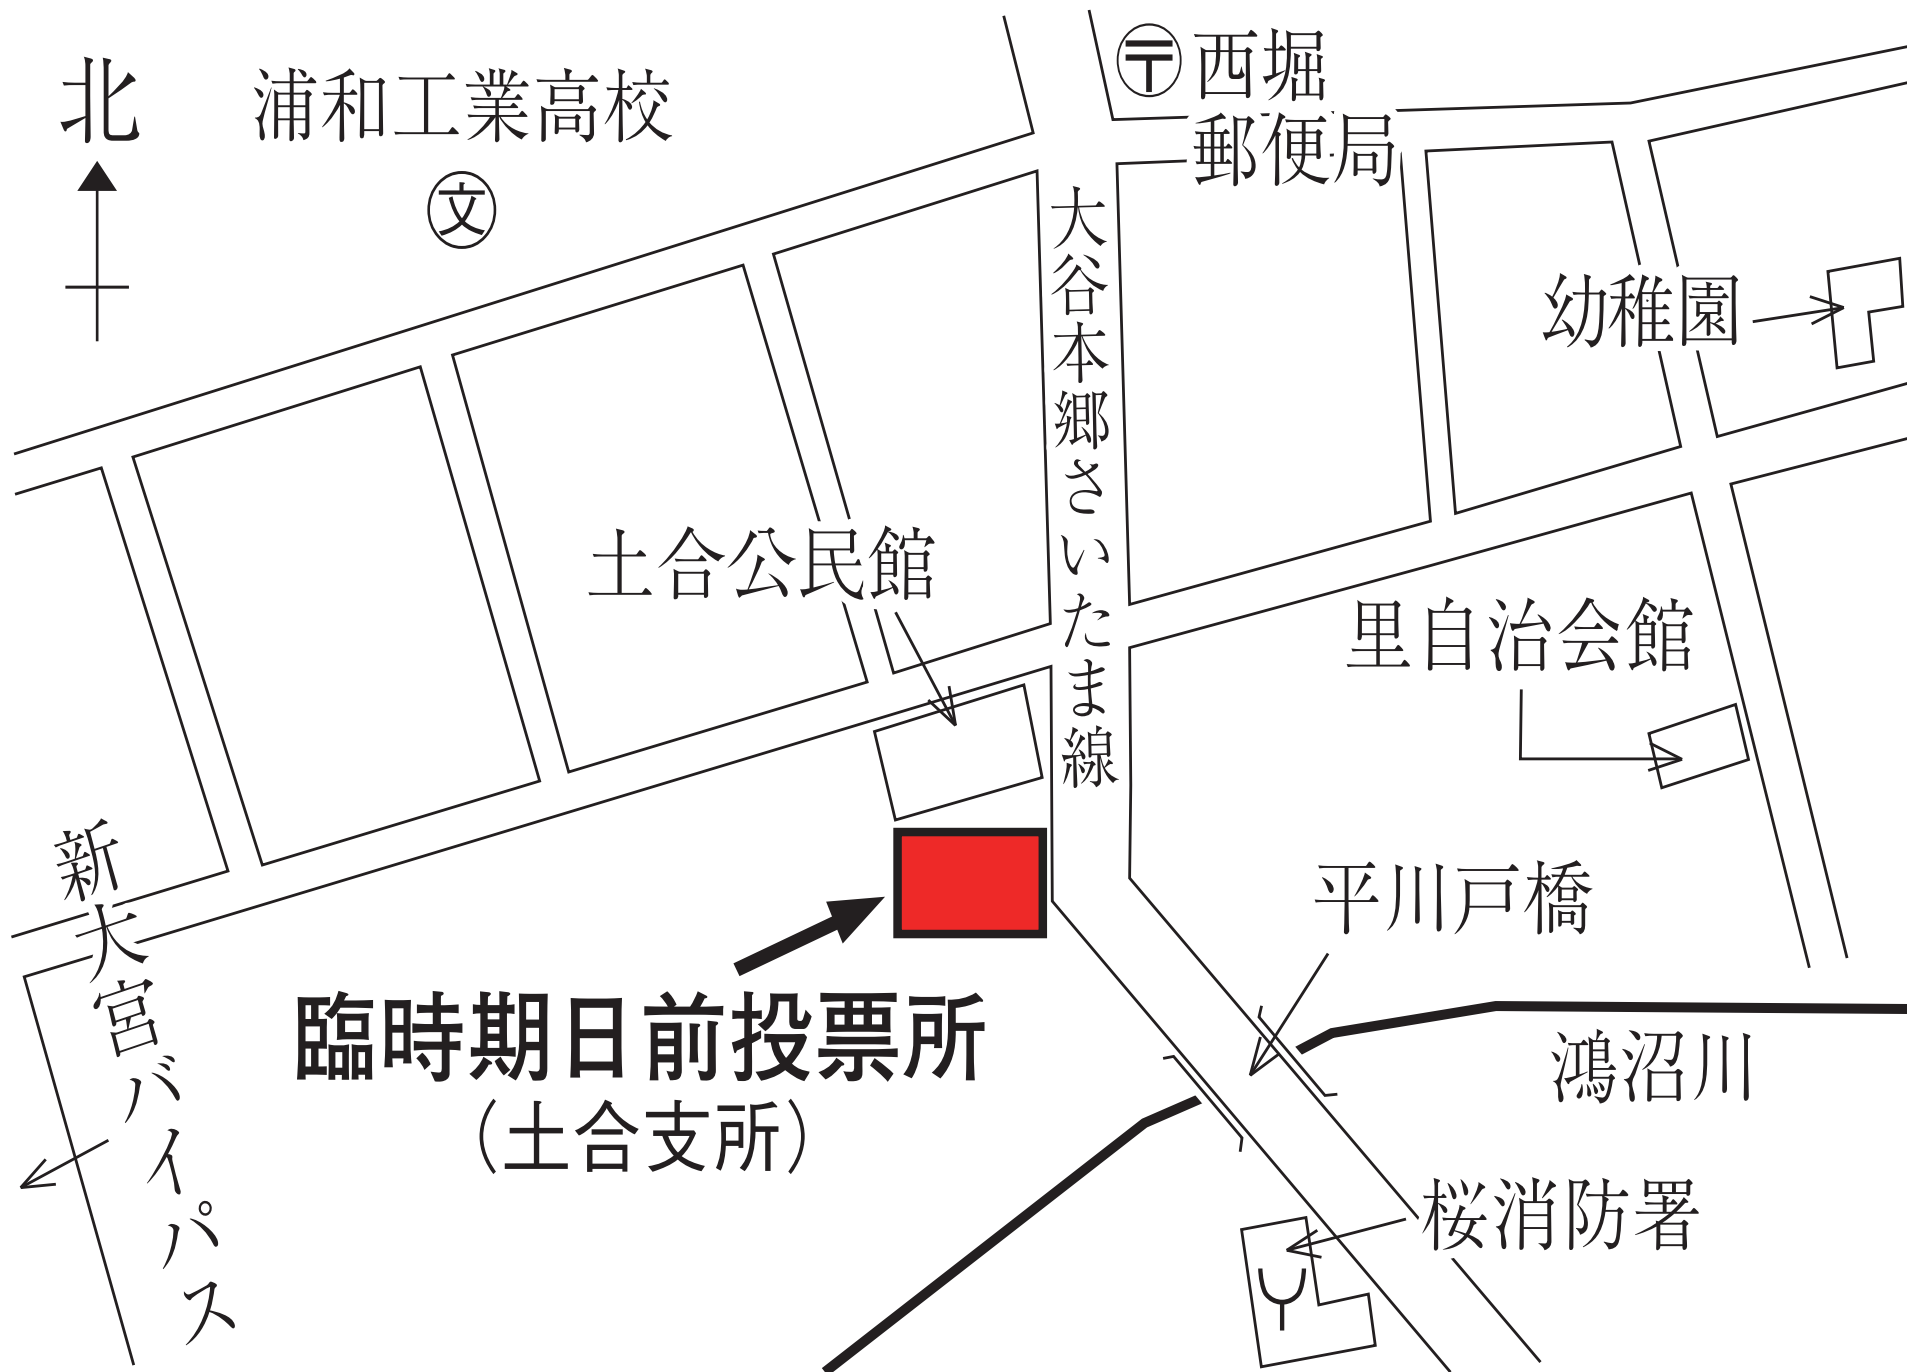 北
浦和工業高校
文
〒西堀
郵便局
大谷本郷さいたま線
幼稚園
土合公民館
里自治会館
新大宮バイパス
平川戸橋
臨時期日前投票所
（土合支所）
鴻沼川
桜消防署